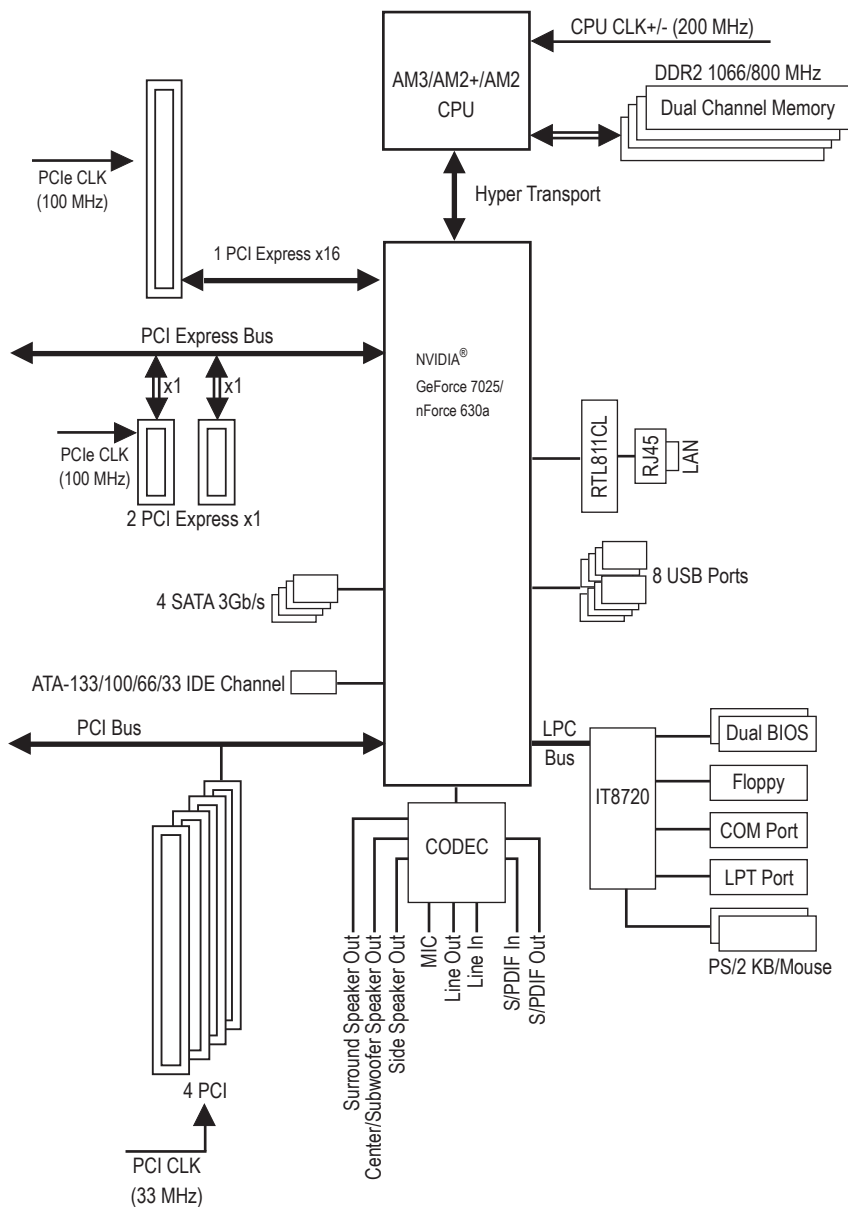 CPU CLK+/- (200 MHz)
AM3/AM2+/AM2
CPU
DDR2 1066/800 MHz
Dual Channel Memory
PCIe CLK
(100 MHz)
Hyper Transport
1 PCI Express x16
PCI Express Bus
x1
x1
NVIDIA®
GeForce 7025/
nForce 630a
PCIe CLK
(100 MHz)
2 PCI Express x1
RTL811CL
RJ45
LAN
4 SATA 3Gb/s
8 USB Ports
ATA-133/100/66/33 IDE Channel
PCI Bus
LPC
Bus
IT8720
Dual BIOS
Floppy
COM Port
LPT Port
PS/2 KB/Mouse
CODEC
Surround Speaker Out
Center/Subwoofer Speaker Out
Side Speaker Out
MIC
Line Out
Line In
S/PDIF In
S/PDIF Out
4 PCI
PCI CLK
(33 MHz)